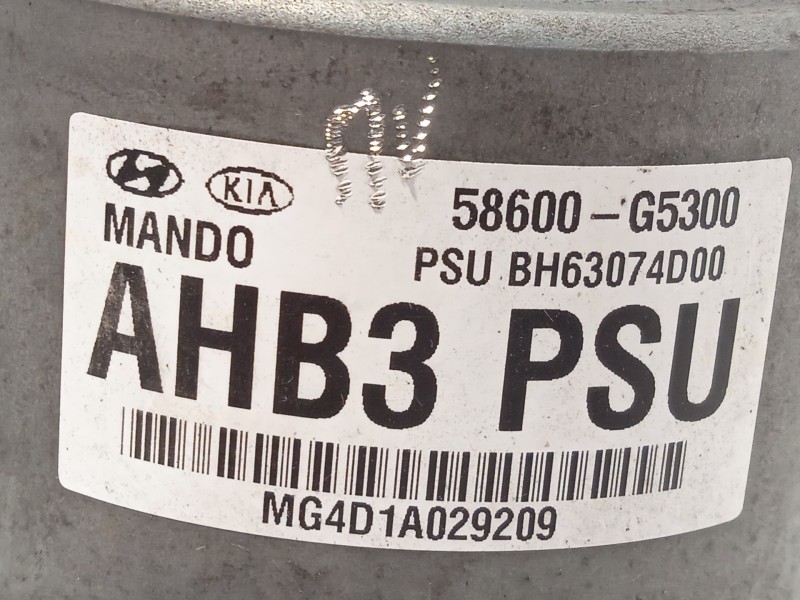 KIA
MANDO
58600-G5300
PSU BH63074D00
AHB3 PSU
MG4D1A029209